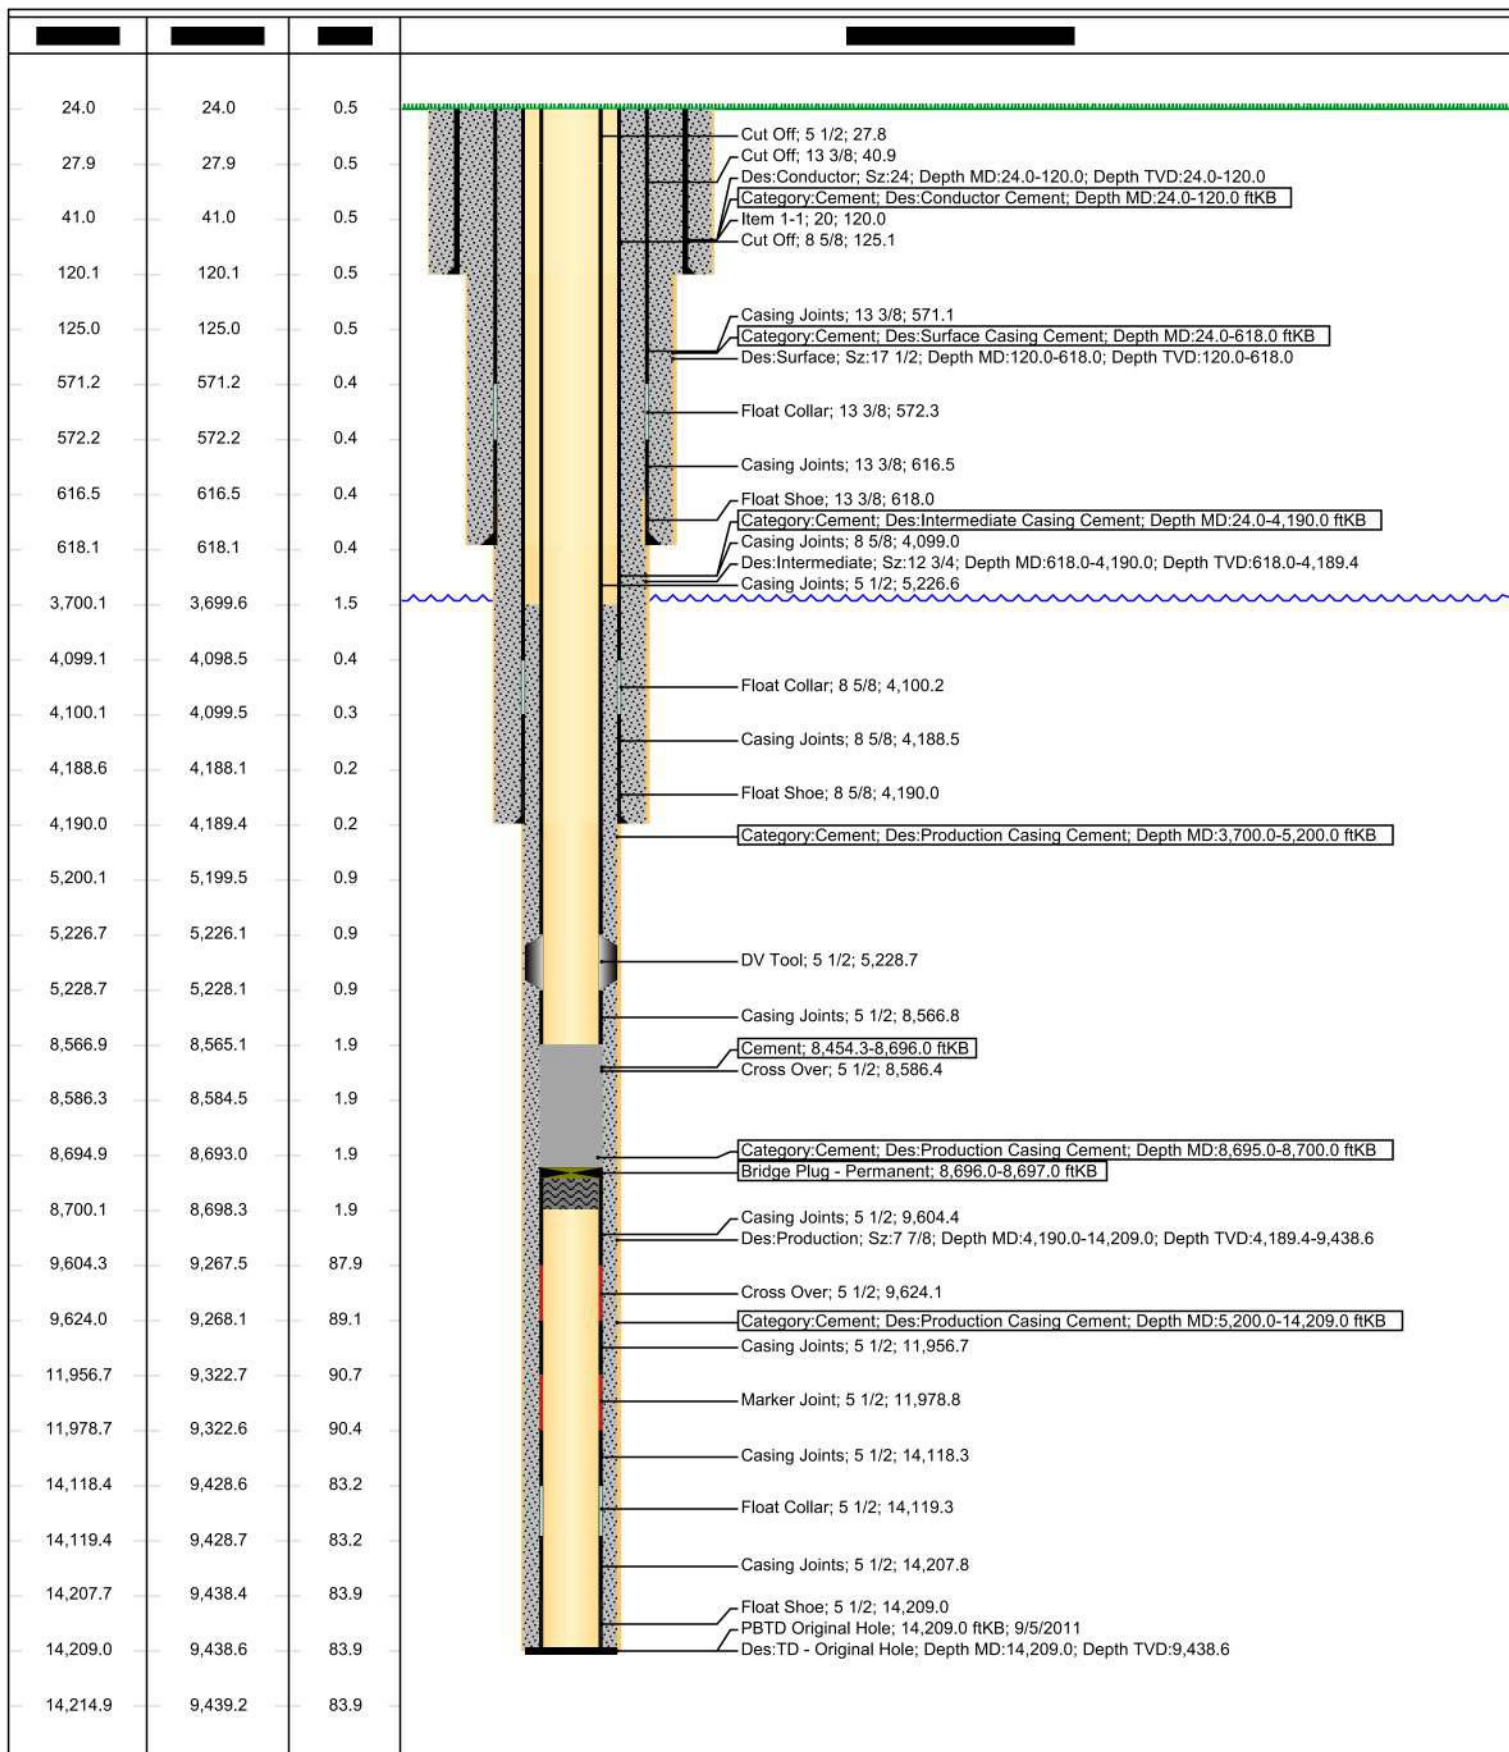 24.0 24.0 0.5
Cut Off; 5 1/2; 27.8
Cut Off; 13 3/8; 40.9
27.9 27.9 0.5
Des:Conductor; Sz:24; Depth MD:24.0-120.0; Depth TVD:24.0-120.0
Category:Cement; Des:Conductor Cement; Depth MD:24.0-120.0 ftKB
41.0 41.0 0.5
Item 1-1; 20; 120.0
Cut Off; 8 5/8; 125.1
120.1 120.1 0.5
Casing Joints; 13 3/8; 571.1
125.0 125.0 0.5
Category:Cement; Des:Surface Casing Cement; Depth MD:24.0-618.0 ftKB
Des:Surface; Sz:17 1/2; Depth MD:120.0-618.0; Depth TVD:120.0-618.0
571.2 571.2 0.4
Float Collar; 13 3/8; 572.3
572.2 572.2 0.4
Casing Joints; 13 3/8; 616.5
616.5 616.5 0.4
Float Shoe; 13 3/8; 618.0
Category:Cement; Des:Intermediate Casing Cement; Depth MD:24.0-4,190.0 ftKB
Casing Joints; 8 5/8; 4,099.0
618.1 618.1 0.4
Des:Intermediate; Sz:12 3/4; Depth MD:618.0-4,190.0; Depth TVD:618.0-4,189.4
Casing Joints; 5 1/2; 5,226.6
3,700.1 3,699.6 1.5
4,099.1 4,098.5 0.4
Float Collar; 8 5/8; 4,100.2
4,100.1 4,099.5 0.3
Casing Joints; 8 5/8; 4,188.5
4,188.6 4,188.1 0.2
Float Shoe; 8 5/8; 4,190.0
4,190.0 4,189.4 0.2
Category:Cement; Des:Production Casing Cement; Depth MD:3,700.0-5,200.0 ftKB
5,200.1 5,199.5 0.9
5,226.7 5,226.1 0.9
DV Tool; 5 1/2; 5,228.7
5,228.7 5,228.1 0.9
Casing Joints; 5 1/2; 8,566.8
8,566.9 8,565.1 1.9
Cement; 8,454.3-8,696.0 ftKB
Cross Over; 5 1/2; 8,586.4
8,586.3 8,584.5 1.9
Category:Cement; Des:Production Casing Cement; Depth MD:8,695.0-8,700.0 ftKB
8,694.9 8,693.0 1.9
Bridge Plug - Permanent; 8,696.0-8,697.0 ftKB
8,700.1 8,698.3 1.9
Casing Joints; 5 1/2; 9,604.4
Des:Production; Sz:7 7/8; Depth MD:4,190.0-14,209.0; Depth TVD:4,189.4-9,438.6
9,604.3 9,267.5 87.9
Cross Over; 5 1/2; 9,624.1
9,624.0 9,268.1 89.1
Category:Cement; Des:Production Casing Cement; Depth MD:5,200.0-14,209.0 ftKB
Casing Joints; 5 1/2; 11,956.7
11,956.7 9,322.7 90.7
Marker Joint; 5 1/2; 11,978.8
11,978.7 9,322.6 90.4
Casing Joints; 5 1/2; 14,118.3
14,118.4 9,428.6 83.2
Float Collar; 5 1/2; 14,119.3
14,119.4 9,428.7 83.2
Casing Joints; 5 1/2; 14,207.8
14,207.7 9,438.4 83.9
Float Shoe; 5 1/2; 14,209.0
PBTD Original Hole; 14,209.0 ftKB; 9/5/2011
14,209.0 9,438.6 83.9
Des:TD - Original Hole; Depth MD:14,209.0; Depth TVD:9,438.6
14,214.9 9,439.2 83.9